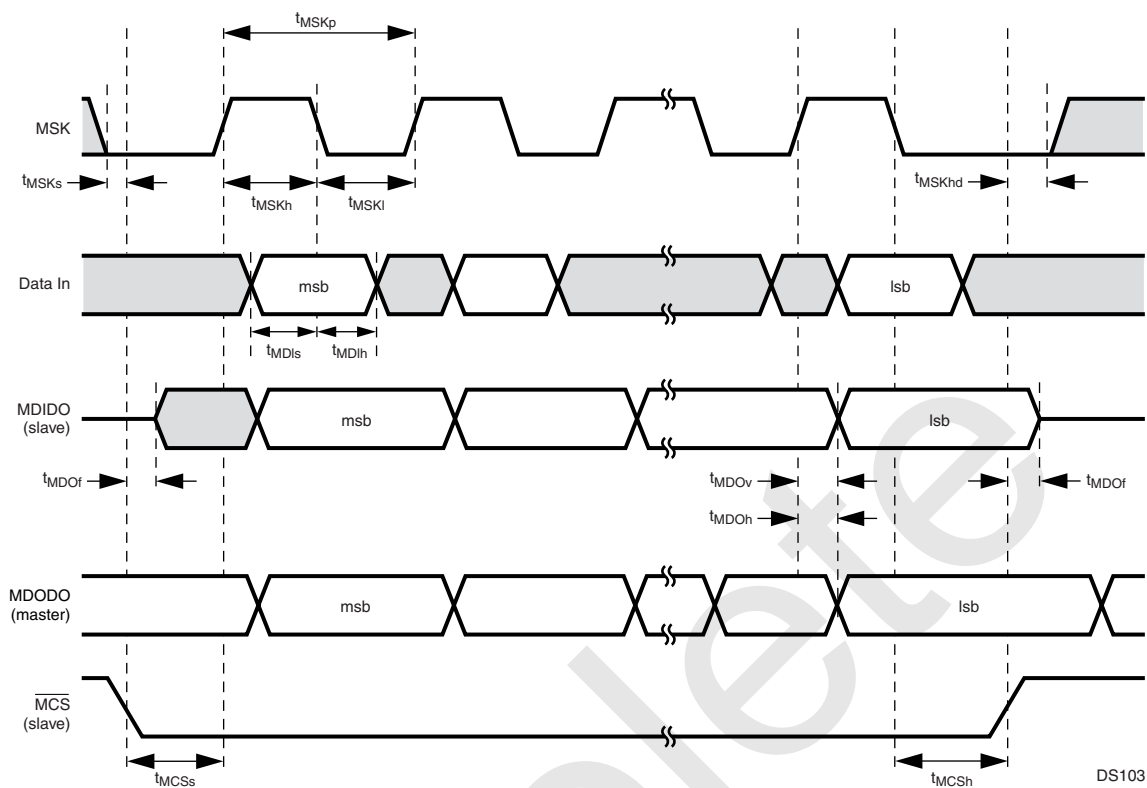 tMSKp
MSK
tMSKs
tMSKh
tMSKl
tMSKhd
Data In
msb
lsb
tMDIs
tMDIh
MDIDO
(slave)
msb
lsb
tMDOf
tMDOv
tMDOf
tMDOh
MDODO
(master)
msb
lsb
MCS
(slave)
tMCSs
tMCSh
DS103